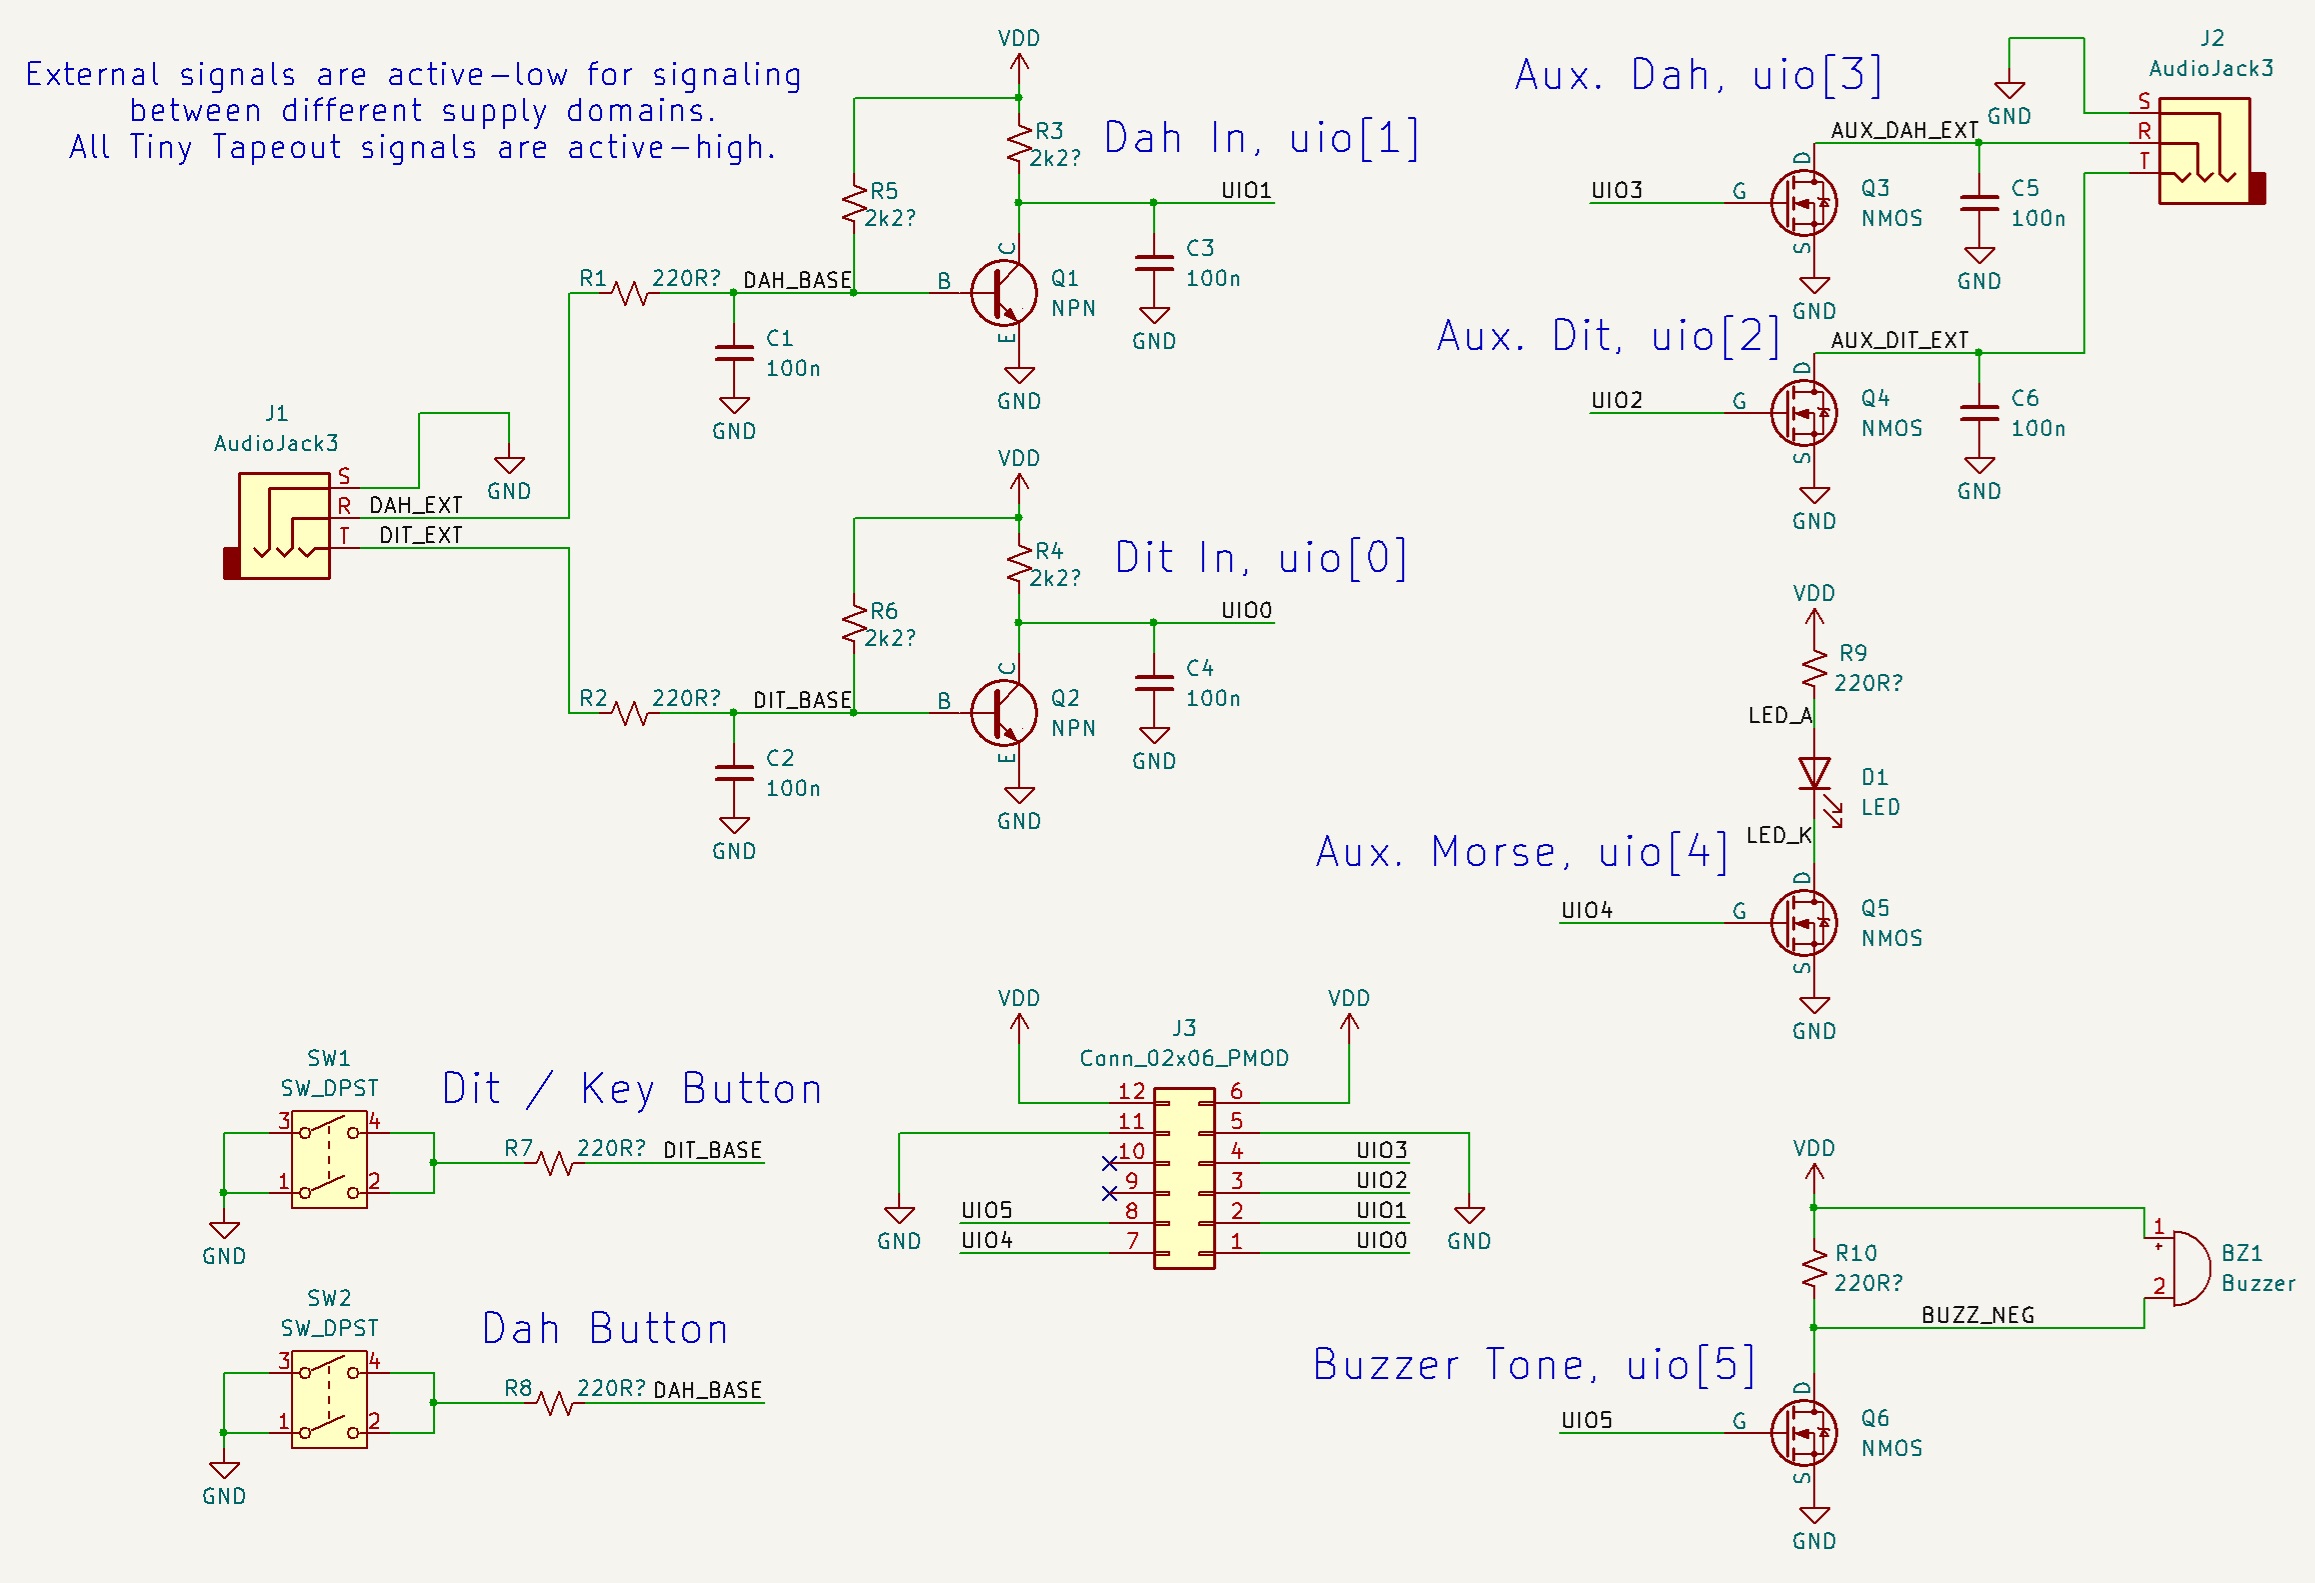 External signals are active-low for signaling
between different supply domains.
All Tiny Tapeout signals are active-high.
VDD
R3
2k2?
Dah In, uio[1]
UIO1
R5
2k2?
R1
220R?
DAH_BASE
B
C
E
Q1
NPN
C3
100n
GND
C1
100n
GND
GND
J1
AudioJack3
S
R
T
DAH_EXT
DIT_EXT
GND
VDD
R4
2k2?
Dit In, uio[0]
UIO0
R6
2k2?
R2
220R?
DIT_BASE
B
C
E
Q2
NPN
C4
100n
GND
C2
100n
GND
GND
Aux. Dah, uio[3]
J2
AudioJack3
S
R
T
GND
AUX_DAH_EXT
UIO3
G
D
S
Q3
NMOS
C5
100n
GND
GND
Aux. Dit, uio[2]
AUX_DIT_EXT
UIO2
G
D
S
Q4
NMOS
C6
100n
GND
GND
VDD
R9
220R?
LED_A
D1
LED
LED_K
Aux. Morse, uio[4]
UIO4
G
D
S
Q5
NMOS
GND
SW1
SW_DPST
Dit / Key Button
3
4
1
2
R7
220R?
DIT_BASE
GND
SW2
SW_DPST
Dah Button
3
4
1
2
R8
220R?
DAH_BASE
GND
VDD
VDD
J3
Conn_02x06_PMOD
12
6
11
5
10
4
UIO3
9
3
UIO2
UIO5
8
2
UIO1
UIO4
7
1
UIO0
GND
GND
VDD
R10
220R?
1
+
2
BZ1
Buzzer
BUZZ_NEG
Buzzer Tone, uio[5]
UIO5
G
D
S
Q6
NMOS
GND